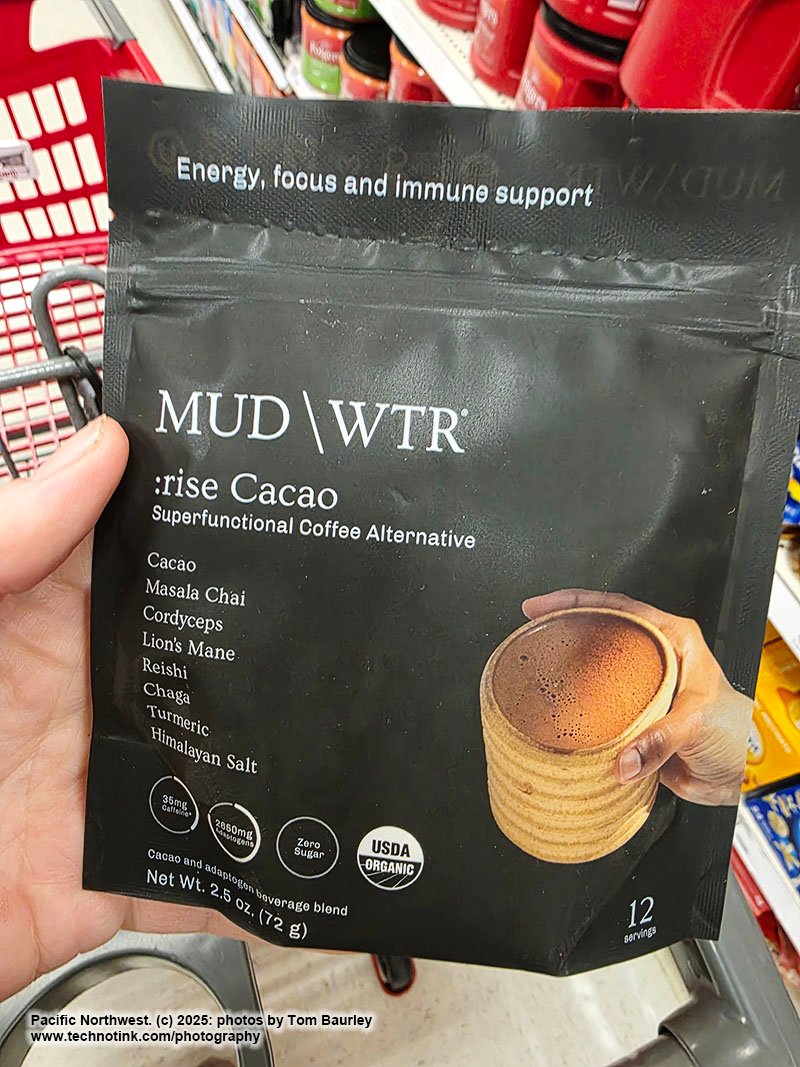 Energy, focus and immune support
MUD\WTR
MUD\WTR®
:rise Cacao
Superfunctional Coffee Alternative
Cacao
Masala Chai
Cordyceps
Lion's Mane
Reishi
Chaga
Turmeric
Himalayan Salt
35mg
Caffeine*
2850mg
Adaptogens
Zero
Sugar
USDA
ORGANIC
Cacao and adaptogen beverage blend
Net Wt. 2.5 oz. (72 g)
12
servings
Pacific Northwest. (c) 2025: photos by Tom Baurley
www.technotink.com/photography